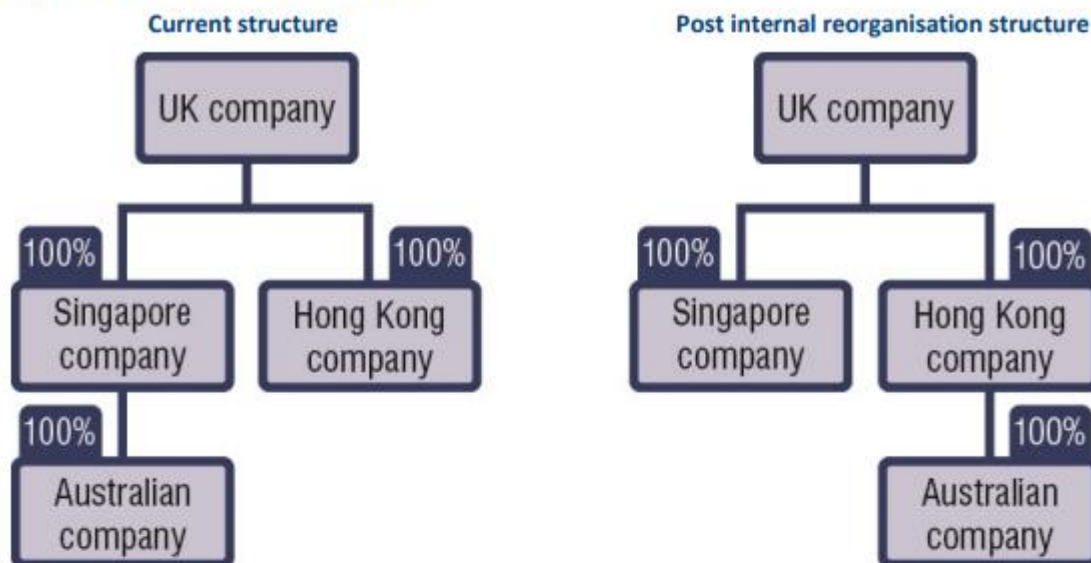 Current structure
UK company
100%
100%
Singapore
company
Hong Kong
company
100%
Australian
company
Post internal reorganisation structure
UK company
100%
100%
Singapore
company
Hong Kong
company
100%
Australian
company